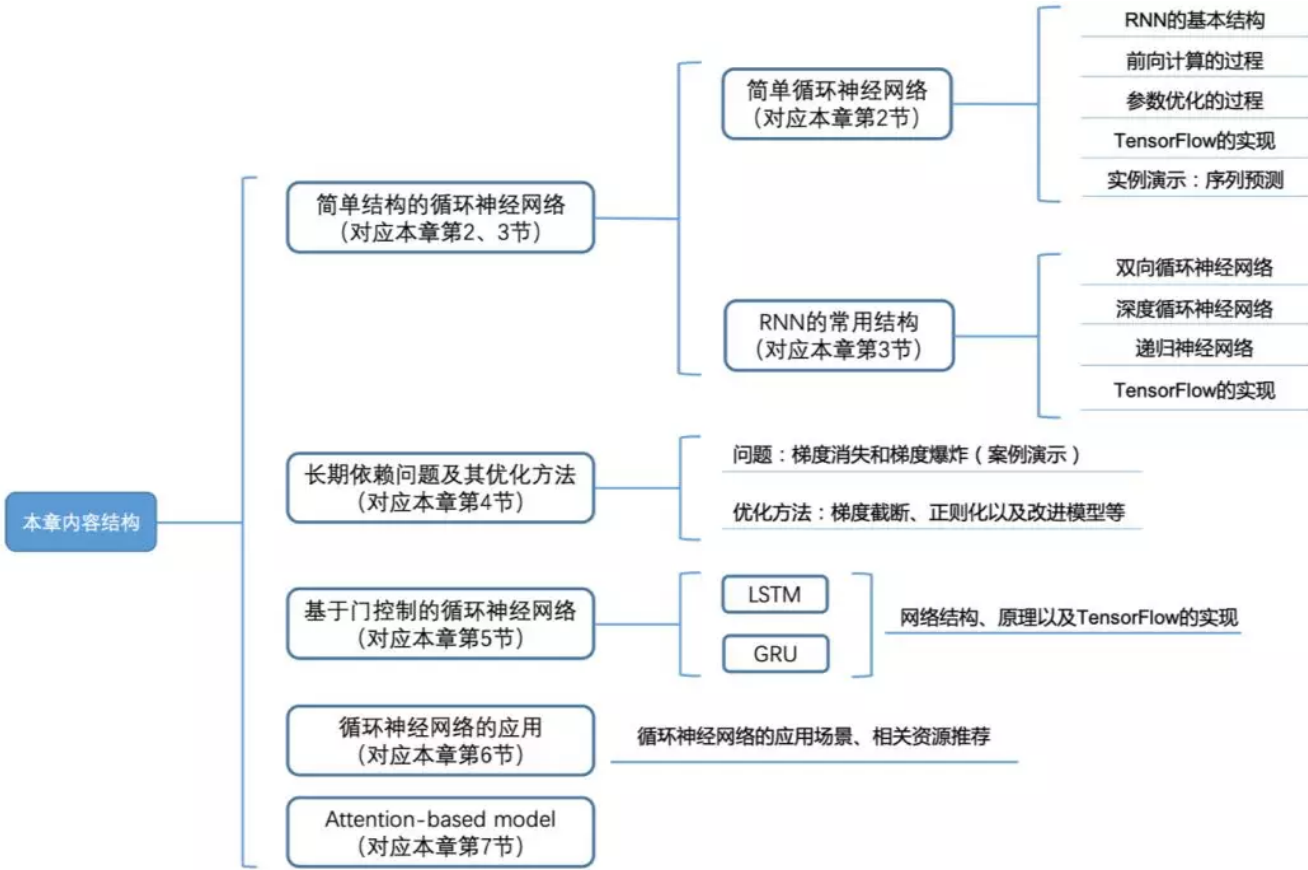 本章内容结构
简单结构的循环神经网络
(对应本章第2、3节)
简单循环神经网络
(对应本章第2节)
RNN的基本结构
前向计算的过程
参数优化的过程
TensorFlow的实现
实例演示：序列预测
RNN的常用结构
(对应本章第3节)
双向循环神经网络
深度循环神经网络
递归神经网络
TensorFlow的实现
长期依赖问题及其优化方法
(对应本章第4节)
问题：梯度消失和梯度爆炸（案例演示）
优化方法：梯度截断、正则化以及改进模型等
基于门控制的循环神经网络
(对应本章第5节)
LSTM
GRU
网络结构、原理以及TensorFlow的实现
循环神经网络的应用
(对应本章第6节)
循环神经网络的应用场景、相关资源推荐
Attention-based model
(对应本章第7节)